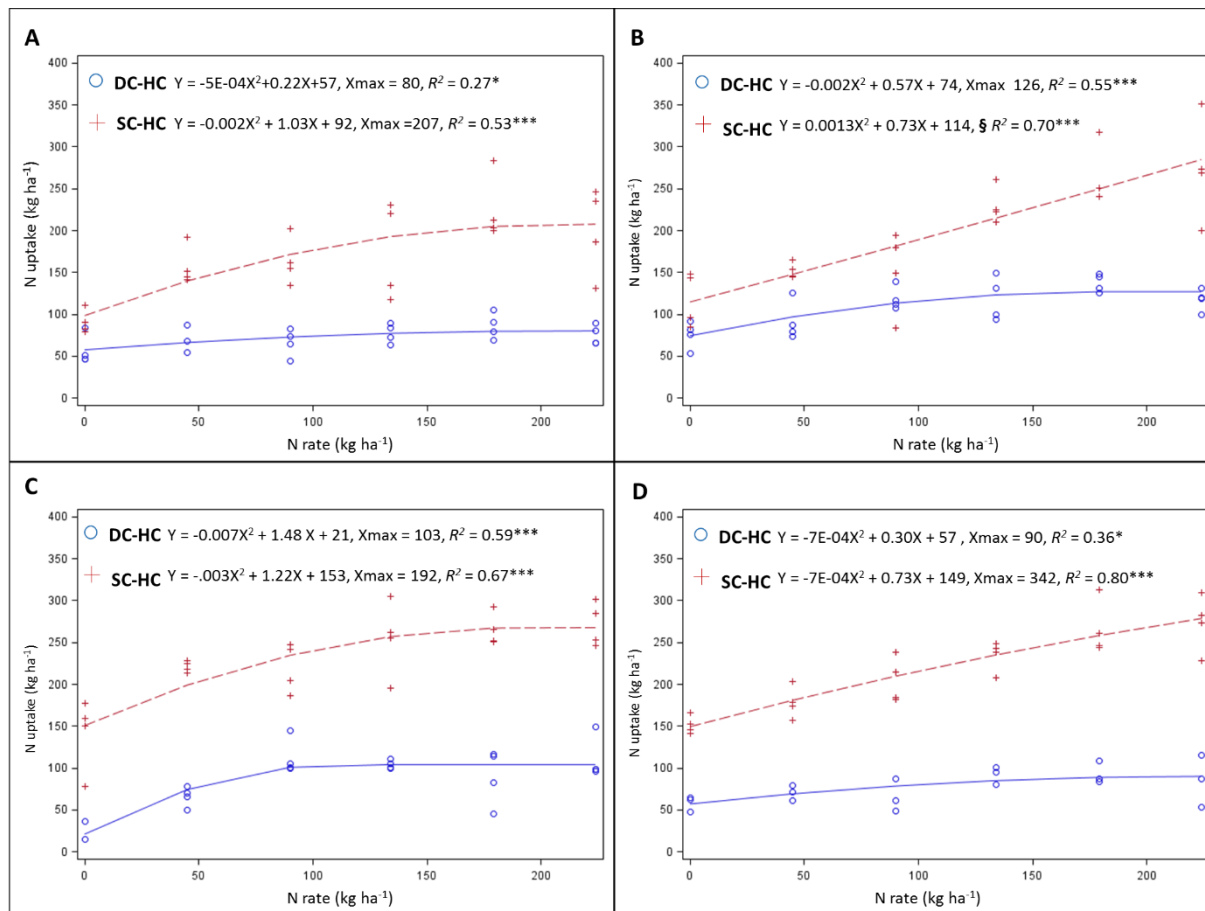 A
DC-HC Y = -5E-04X²+0.22X+57, Xmax = 80, R² = 0.27*
SC-HC Y = -0.002X² + 1.03X + 92, Xmax =207, R² = 0.53***
N uptake (kg ha⁻¹)
400
350
300
250
200
150
100
50
0
0 50 100 150 200
N rate (kg ha⁻¹)
B
DC-HC Y = -0.002X² + 0.57X + 74, Xmax 126, R² = 0.55***
SC-HC Y = 0.0013X² + 0.73X + 114, § R² = 0.70***
N uptake (kg ha⁻¹)
400
350
300
250
200
150
100
50
0
0 50 100 150 200
N rate (kg ha⁻¹)
C
DC-HC Y = -0.007X² + 1.48 X + 21, Xmax = 103, R² = 0.59***
SC-HC Y = -.003X² + 1.22X + 153, Xmax = 192, R² = 0.67***
N uptake (kg ha⁻¹)
400
350
300
250
200
150
100
50
0
0 50 100 150 200
N rate (kg ha⁻¹)
D
DC-HC Y = -7E-04X² + 0.30X + 57 , Xmax = 90, R² = 0.36*
SC-HC Y = -7E-04X² + 0.73X + 149, Xmax = 342, R² = 0.80***
N uptake (kg ha⁻¹)
400
350
300
250
200
150
100
50
0
0 50 100 150 200
N rate (kg ha⁻¹)